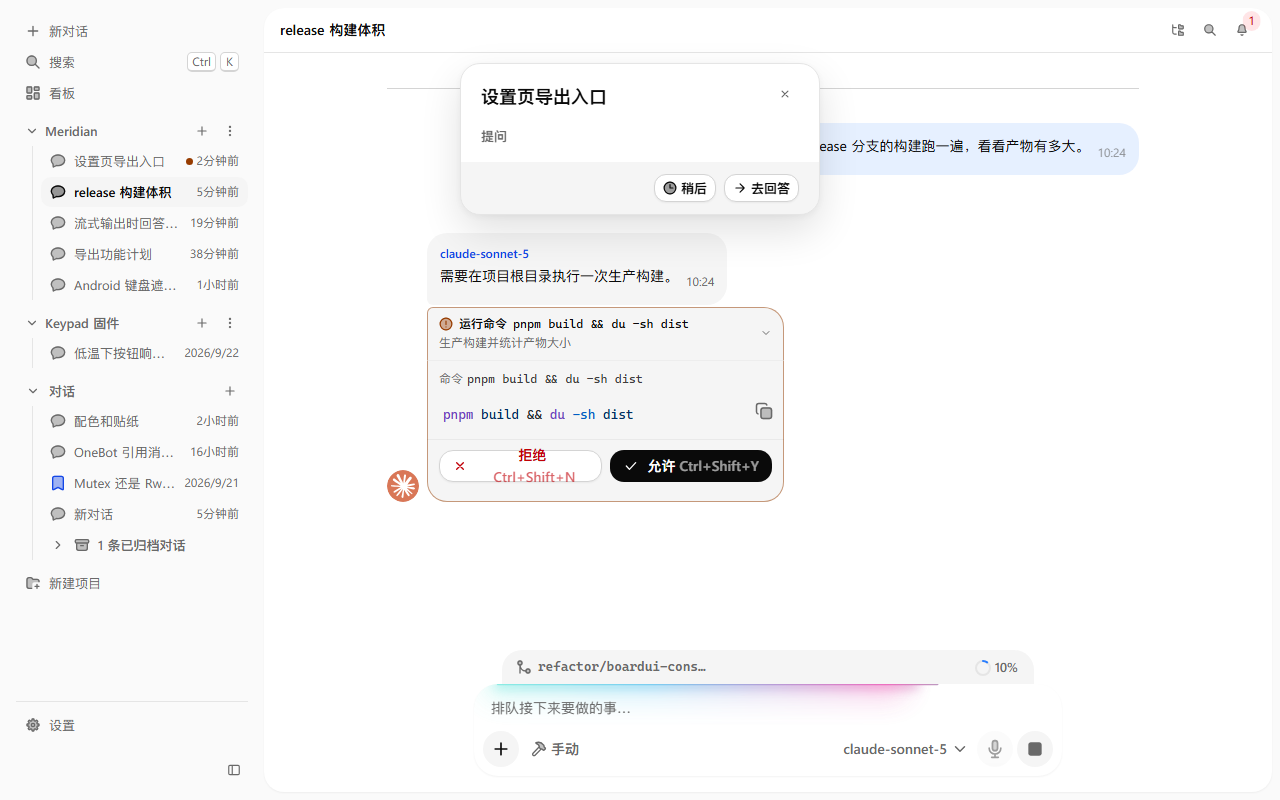 新对话
搜索 Ctrl K
看板
Meridian
设置页导出入口 2分钟前
release 构建体积 5分钟前
流式输出时回答… 19分钟前
导出功能计划 38分钟前
Android 键盘遮… 1小时前
Keypad 固件
低温下按钮响… 2026/9/22
对话
配色和贴纸 2小时前
OneBot 引用消… 16小时前
Mutex 还是 Rw… 2026/9/21
新对话 5分钟前
1 条已归档对话
新建项目
设置
release 构建体积
1
设置页导出入口
提问
稍后 去回答
ease 分支的构建跑一遍，看看产物有多大。 10:24
claude-sonnet-5
需要在项目根目录执行一次生产构建。 10:24
运行命令 pnpm build && du -sh dist
生产构建并统计产物大小
命令 pnpm build && du -sh dist
pnpm build && du -sh dist
拒绝
Ctrl+Shift+N
允许 Ctrl+Shift+Y
refactor/boardui-cons… 10%
排队接下来要做的事…
手动 claude-sonnet-5